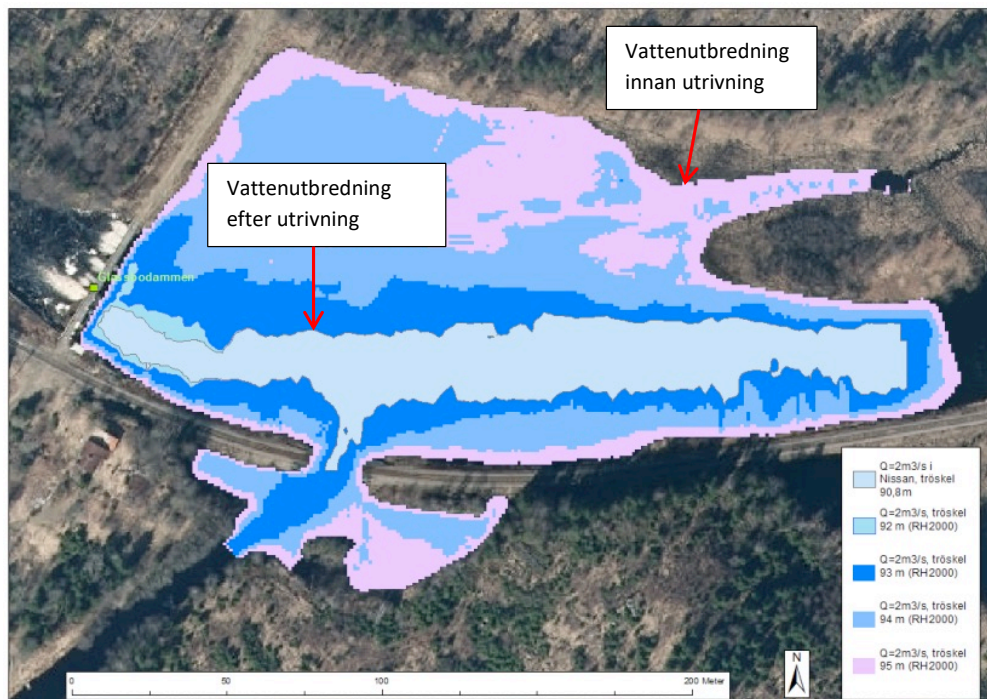 Vattenutbredning
innan utrivning
Vattenutbredning
efter utrivning
Q=2m3/s i
Nissan, tröskel
90,8m
Q=2m3/s, tröskel
92 m (RH2000)
Q=2m3/s, tröskel
93 m (RH2000)
Q=2m3/s, tröskel
94 m (RH2000)
Q=2m3/s, tröskel
95 m (RH2000)
N
0 50 100 200 Meter